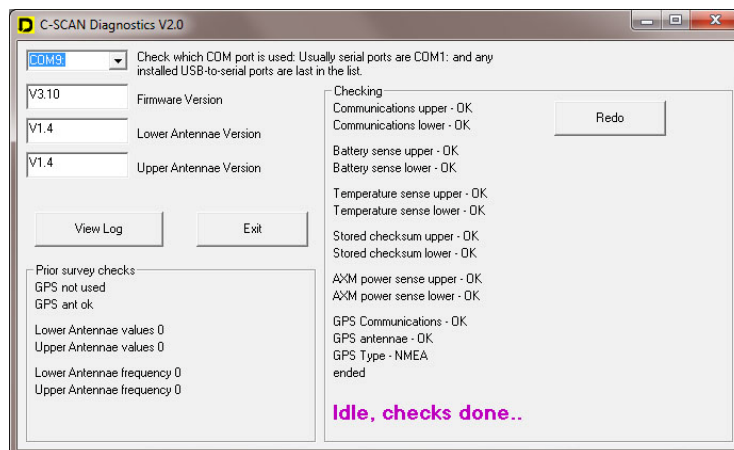 C-SCAN Diagnostics V2.0
COM9:
Check which COM port is used: Usually serial ports are COM1: and any
installed USB-to-serial ports are last in the list.
V3.10
Firmware Version
V1.4
Lower Antennae Version
V1.4
Upper Antennae Version
View Log
Exit
Prior survey checks
GPS not used
GPS ant ok
Lower Antennae values 0
Upper Antennae values 0
Lower Antennae frequency 0
Upper Antennae frequency 0
Checking
Communications upper - OK
Communications lower - OK
Battery sense upper - OK
Battery sense lower - OK
Temperature sense upper - OK
Temperature sense lower - OK
Stored checksum upper - OK
Stored checksum lower - OK
AXM power sense upper - OK
AXM power sense lower - OK
GPS Communications - OK
GPS antennae - OK
GPS Type - NMEA
ended
Idle, checks done..
Redo